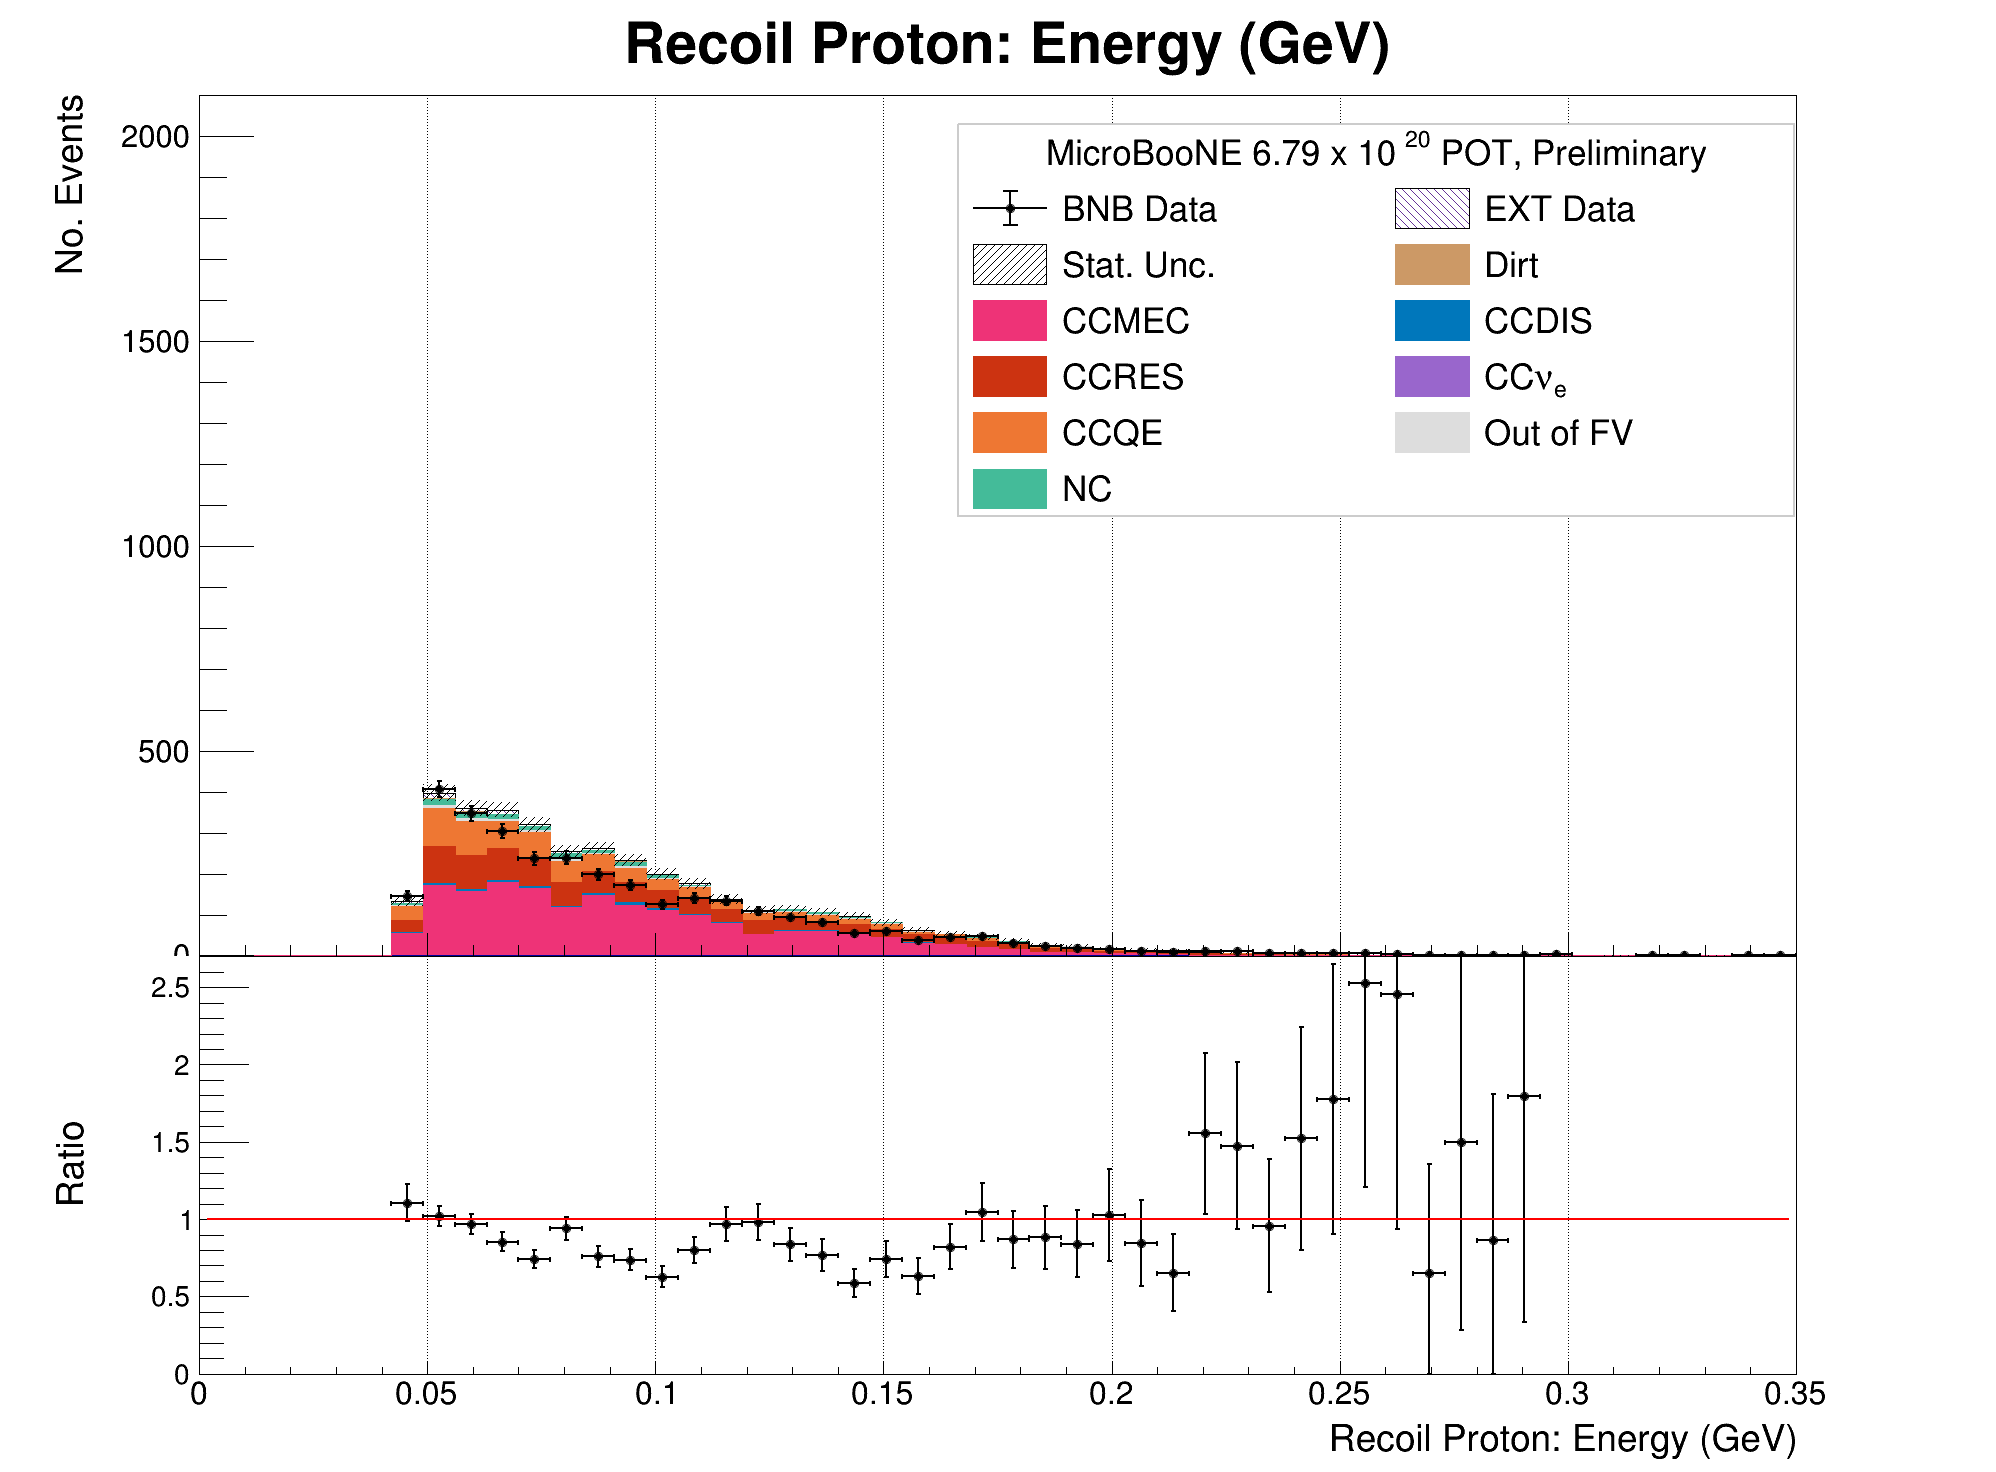 Recoil Proton: Energy (GeV)
No. Events
2000
1500
1000
500
0
MicroBooNE 6.79 x 10 20 POT, Preliminary
BNB Data
EXT Data
Stat. Unc.
Dirt
CCMEC
CCDIS
CCRES
CCνe
CCQE
Out of FV
NC
Ratio
2.5
2
1.5
1
0.5
0
0 0.05 0.1 0.15 0.2 0.25 0.3 0.35
Recoil Proton: Energy (GeV)